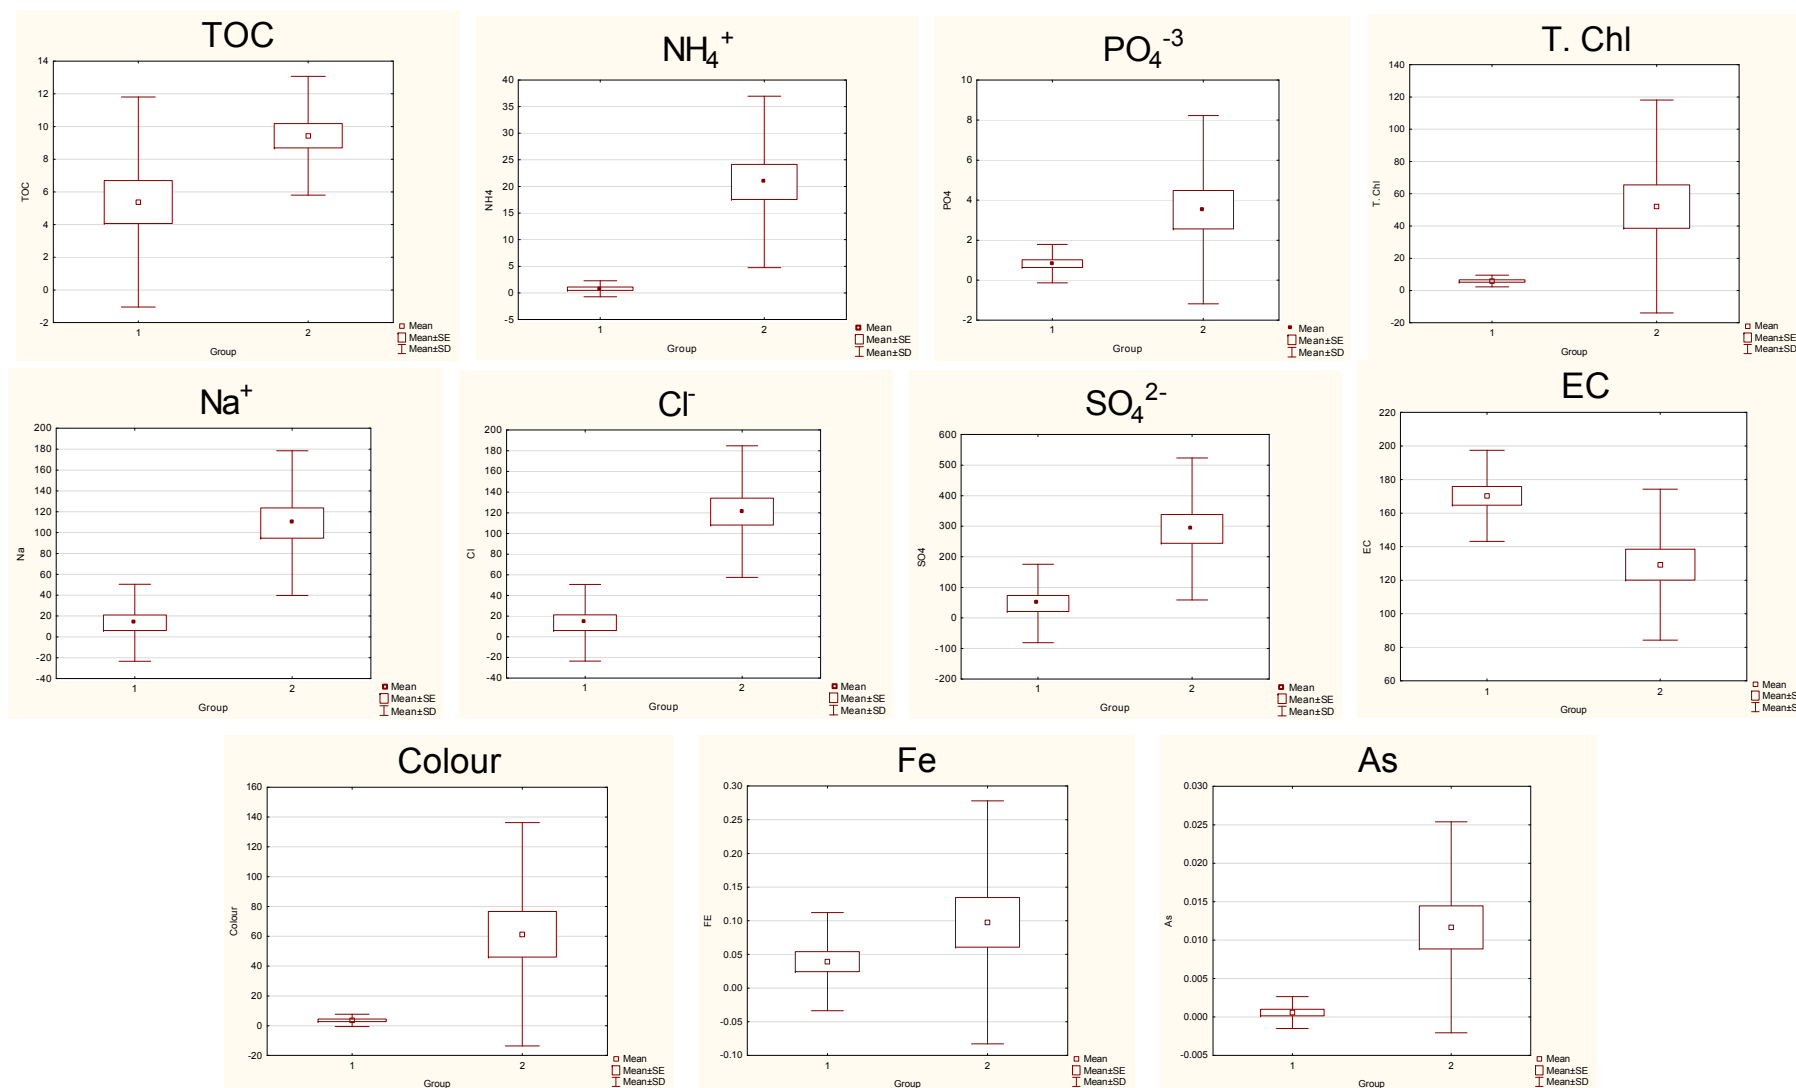 TOC
14
12
10
8
6
4
2
0
-2
TOC
1
2
Group
Mean
Mean±SE
Mean±SD
NH4+
40
35
30
25
20
15
10
5
0
-5
NH4
1
2
Group
Mean
Mean±SE
Mean±SD
PO4-3
10
8
6
4
2
0
-2
PO4
1
2
Group
Mean
Mean±SE
Mean±SD
T. Chl
140
120
100
80
60
40
20
0
-20
T. Chl
1
2
Group
Mean
Mean±SE
Mean±SD
Na+
200
180
160
140
120
100
80
60
40
20
0
-20
-40
Na
1
2
Group
Mean
Mean±SE
Mean±SD
Cl-
200
180
160
140
120
100
80
60
40
20
0
-20
-40
Cl
1
2
Group
Mean
Mean±SE
Mean±SD
SO42-
600
500
400
300
200
100
0
-100
-200
SO4
1
2
Group
Mean
Mean±SE
Mean±SD
EC
220
200
180
160
140
120
100
80
60
EC
1
2
Group
Mean
Mean±S
Mean±S
Colour
160
140
120
100
80
60
40
20
0
-20
Colour
1
2
Group
Mean
Mean±SE
Mean±SD
Fe
0.30
0.25
0.20
0.15
0.10
0.05
0.00
-0.05
-0.10
FE
1
2
Group
Mean
Mean±SE
Mean±SD
As
0.030
0.025
0.020
0.015
0.010
0.005
0.000
-0.005
As
1
2
Group
Mean
Mean±SE
Mean±SD